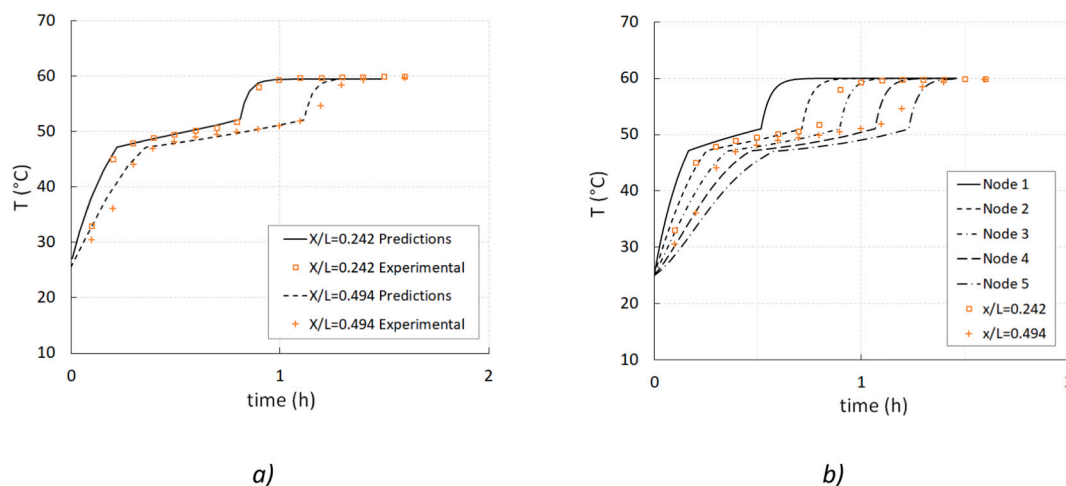 70
60
50
40
30
20
10
T (°C)
0
1
2
time (h)
X/L=0.242 Predictions
X/L=0.242 Experimental
X/L=0.494 Predictions
X/L=0.494 Experimental
a)
70
60
50
40
30
20
10
T (°C)
0
1
time (h)
Node 1
Node 2
Node 3
Node 4
Node 5
x/L=0.242
x/L=0.494
b)